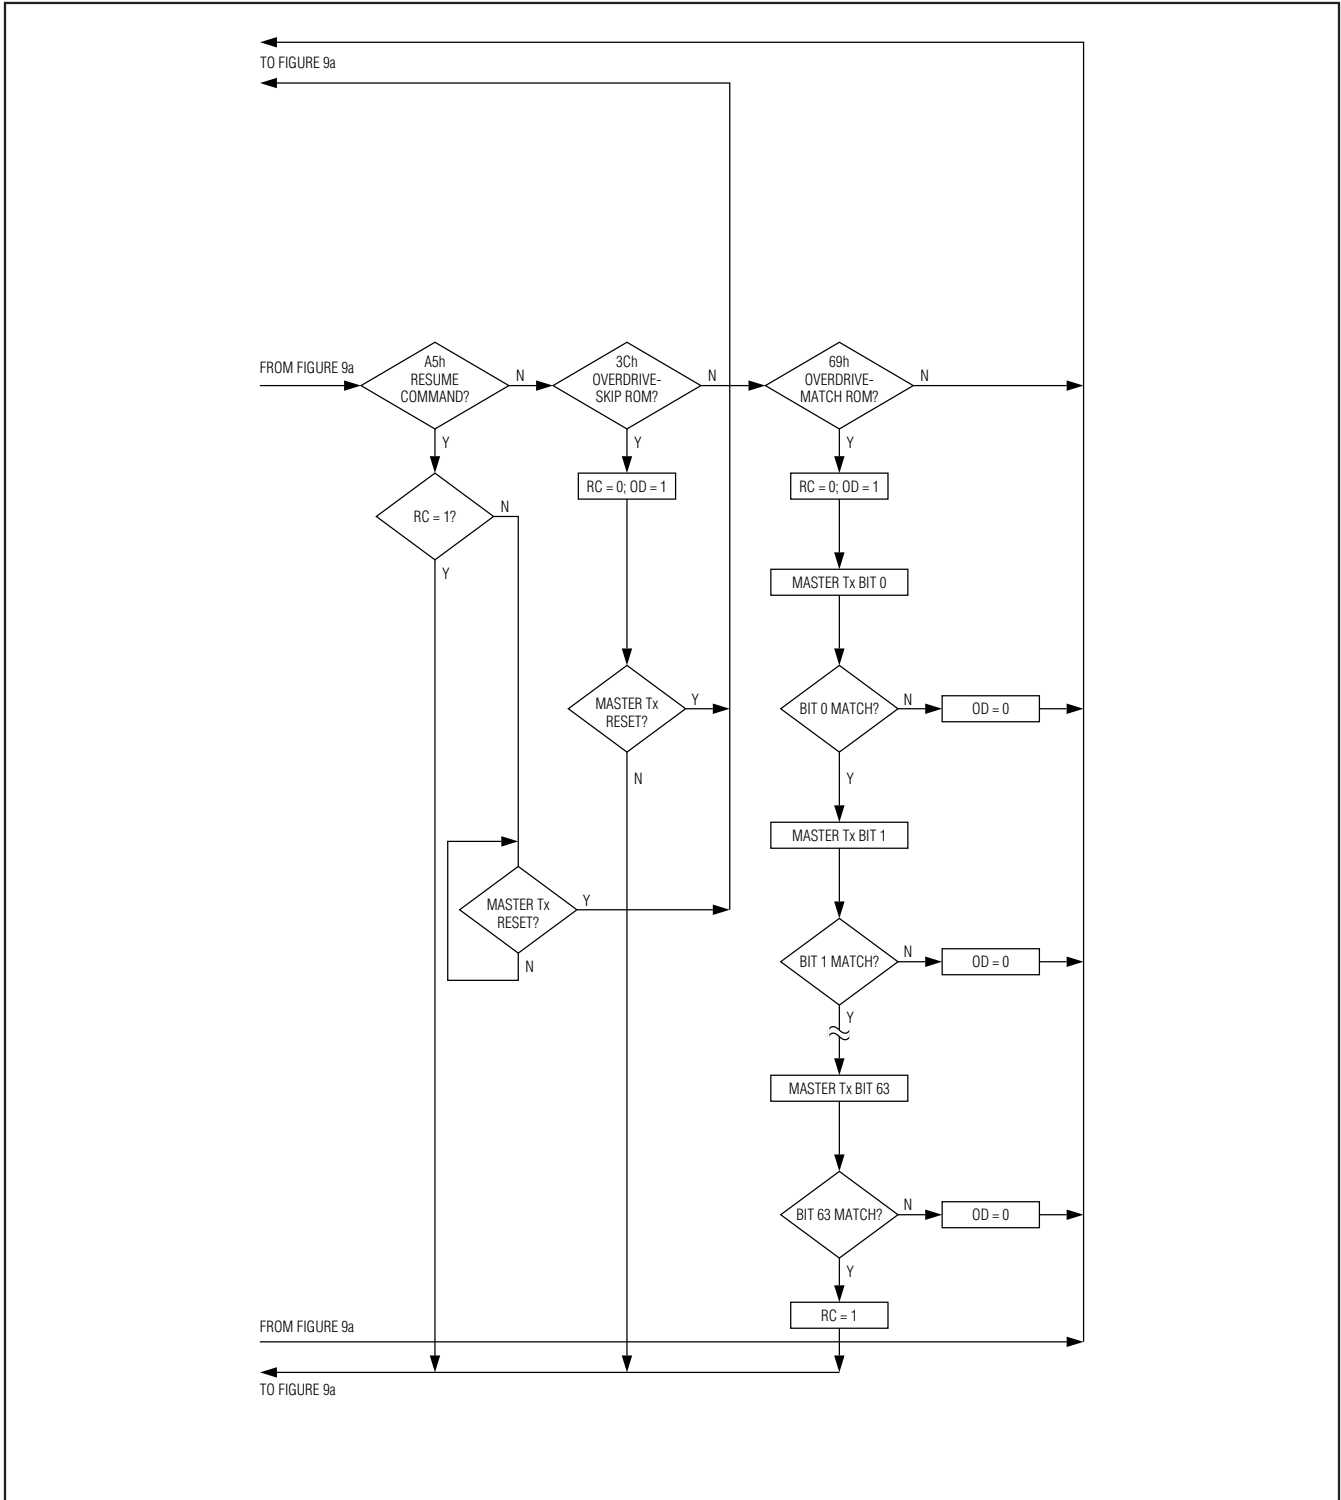 TO FIGURE 9a
FROM FIGURE 9a
A5h
RESUME
COMMAND?
N
3Ch
OVERDRIVE-
SKIP ROM?
N
69h
OVERDRIVE-
MATCH ROM?
N
Y
Y
Y
RC = 1?
N
RC = 0; OD = 1
RC = 0; OD = 1
Y
MASTER Tx BIT 0
MASTER Tx
RESET?
Y
BIT 0 MATCH?
N
OD = 0
N
Y
MASTER Tx BIT 1
MASTER Tx
RESET?
Y
N
BIT 1 MATCH?
N
OD = 0
Y
MASTER Tx BIT 63
BIT 63 MATCH?
N
OD = 0
Y
RC = 1
FROM FIGURE 9a
TO FIGURE 9a